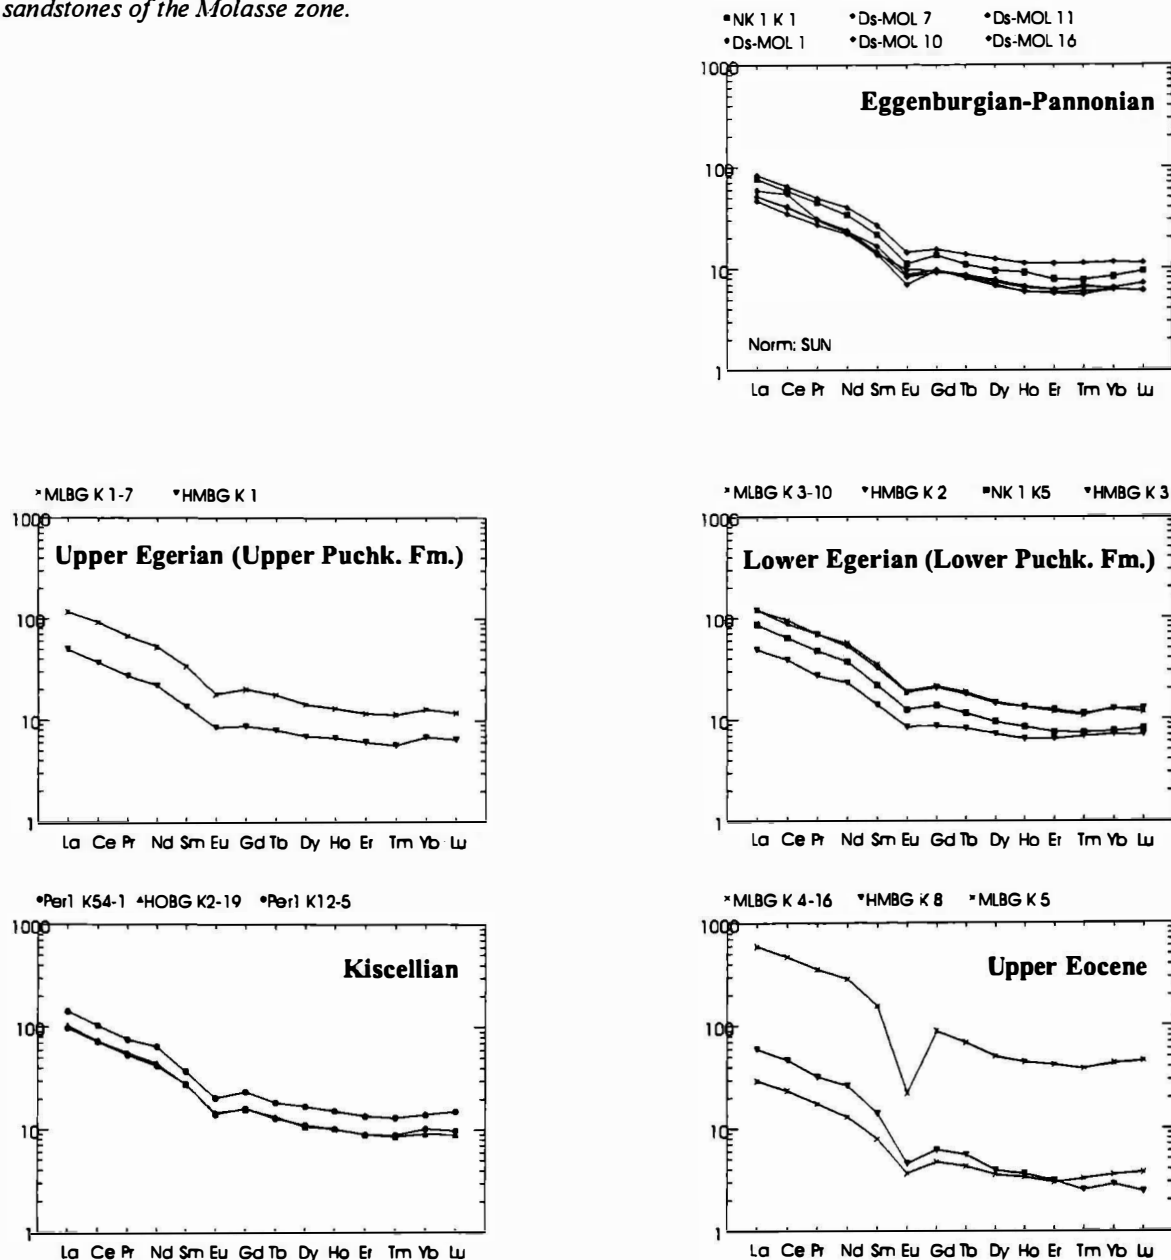 sandstones of the Molasse zone.
▪NK 1 K 1 ◆Ds-MOL 7 ◆Ds-MOL 11
◆Ds-MOL 1 ◆Ds-MOL 10 ◆Ds-MOL 16
1000
Eggenburgian-Pannonian
100
10
Norm: SUN
1
La Ce Pr Nd Sm Eu Gd Tb Dy Ho Er Tm Yb Lu
×MLBG K 1-7 ▾HMBG K 1
1000
Upper Egerian (Upper Puchk. Fm.)
100
10
1
La Ce Pr Nd Sm Eu Gd Tb Dy Ho Er Tm Yb Lu
×MLBG K 3-10 ▾HMBG K 2 ▪NK 1 K5 ▾HMBG K 3
1000
Lower Egerian (Lower Puchk. Fm.)
100
10
1
La Ce Pr Nd Sm Eu Gd Tb Dy Ho Er Tm Yb Lu
•Per1 K54-1 ▴HOBG K2-19 •Per1 K12-5
1000
Kiscellian
100
10
1
La Ce Pr Nd Sm Eu Gd Tb Dy Ho Er Tm Yb Lu
×MLBG K 4-16 ▾HMBG K 8 ×MLBG K 5
1000
Upper Eocene
100
10
1
La Ce Pr Nd Sm Eu Gd Tb Dy Ho Er Tm Yb Lu